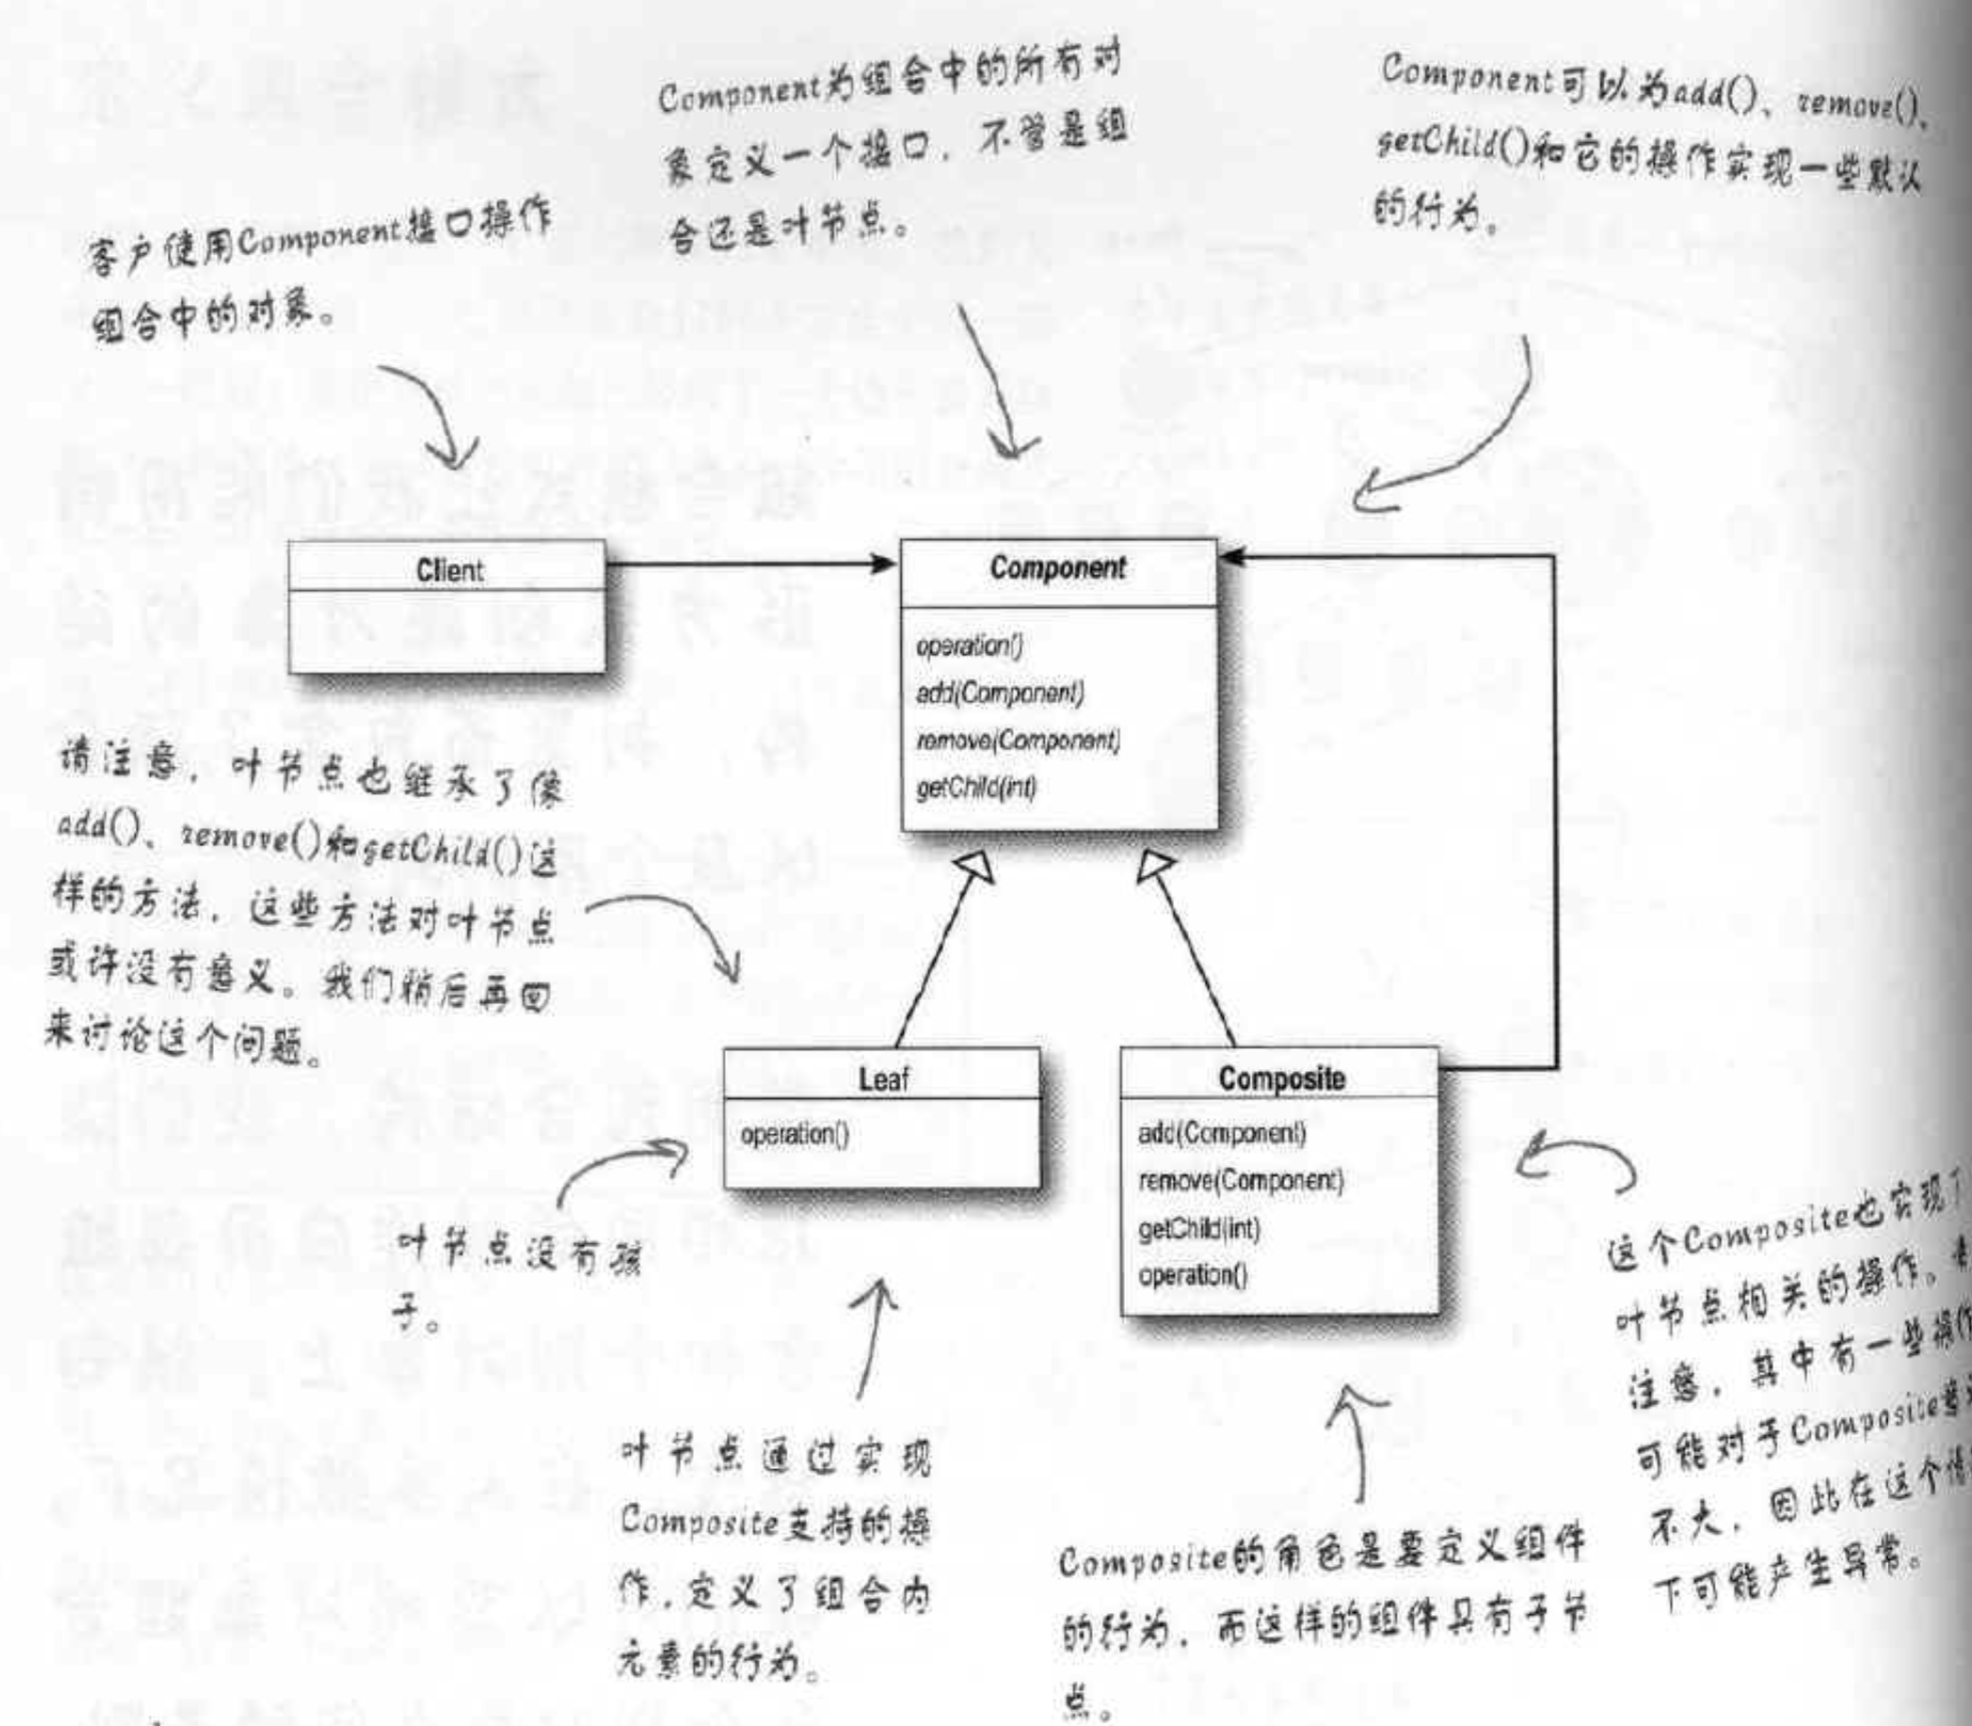 Component为组合中的所有对
象定义一个接口，不管是组
合还是叶节点。
Component可以为add()、remove()、
getChild()和它的操作实现一些默认
的行为。
客户使用Component接口操作
组合中的对象。
Client
Component
operation()
add(Component)
remove(Component)
getChild(int)
请注意，叶节点也继承了像
add()、remove()和getChild()这
样的方法，这些方法对叶节点
或许没有意义。我们稍后再回
来讨论这个问题。
Leaf
operation()
Composite
add(Component)
remove(Component)
getChild(int)
operation()
叶节点没有孩
子。
叶节点通过实现
Composite支持的操
作，定义了组合内
元素的行为。
Composite的角色是要定义组件
的行为，而这样的组件具有子节
点。
这个Composite也实现了
叶节点相关的操作。
注意，其中有一些操作
可能对于Composite意
不大，因此在这个情
下可能产生异常。